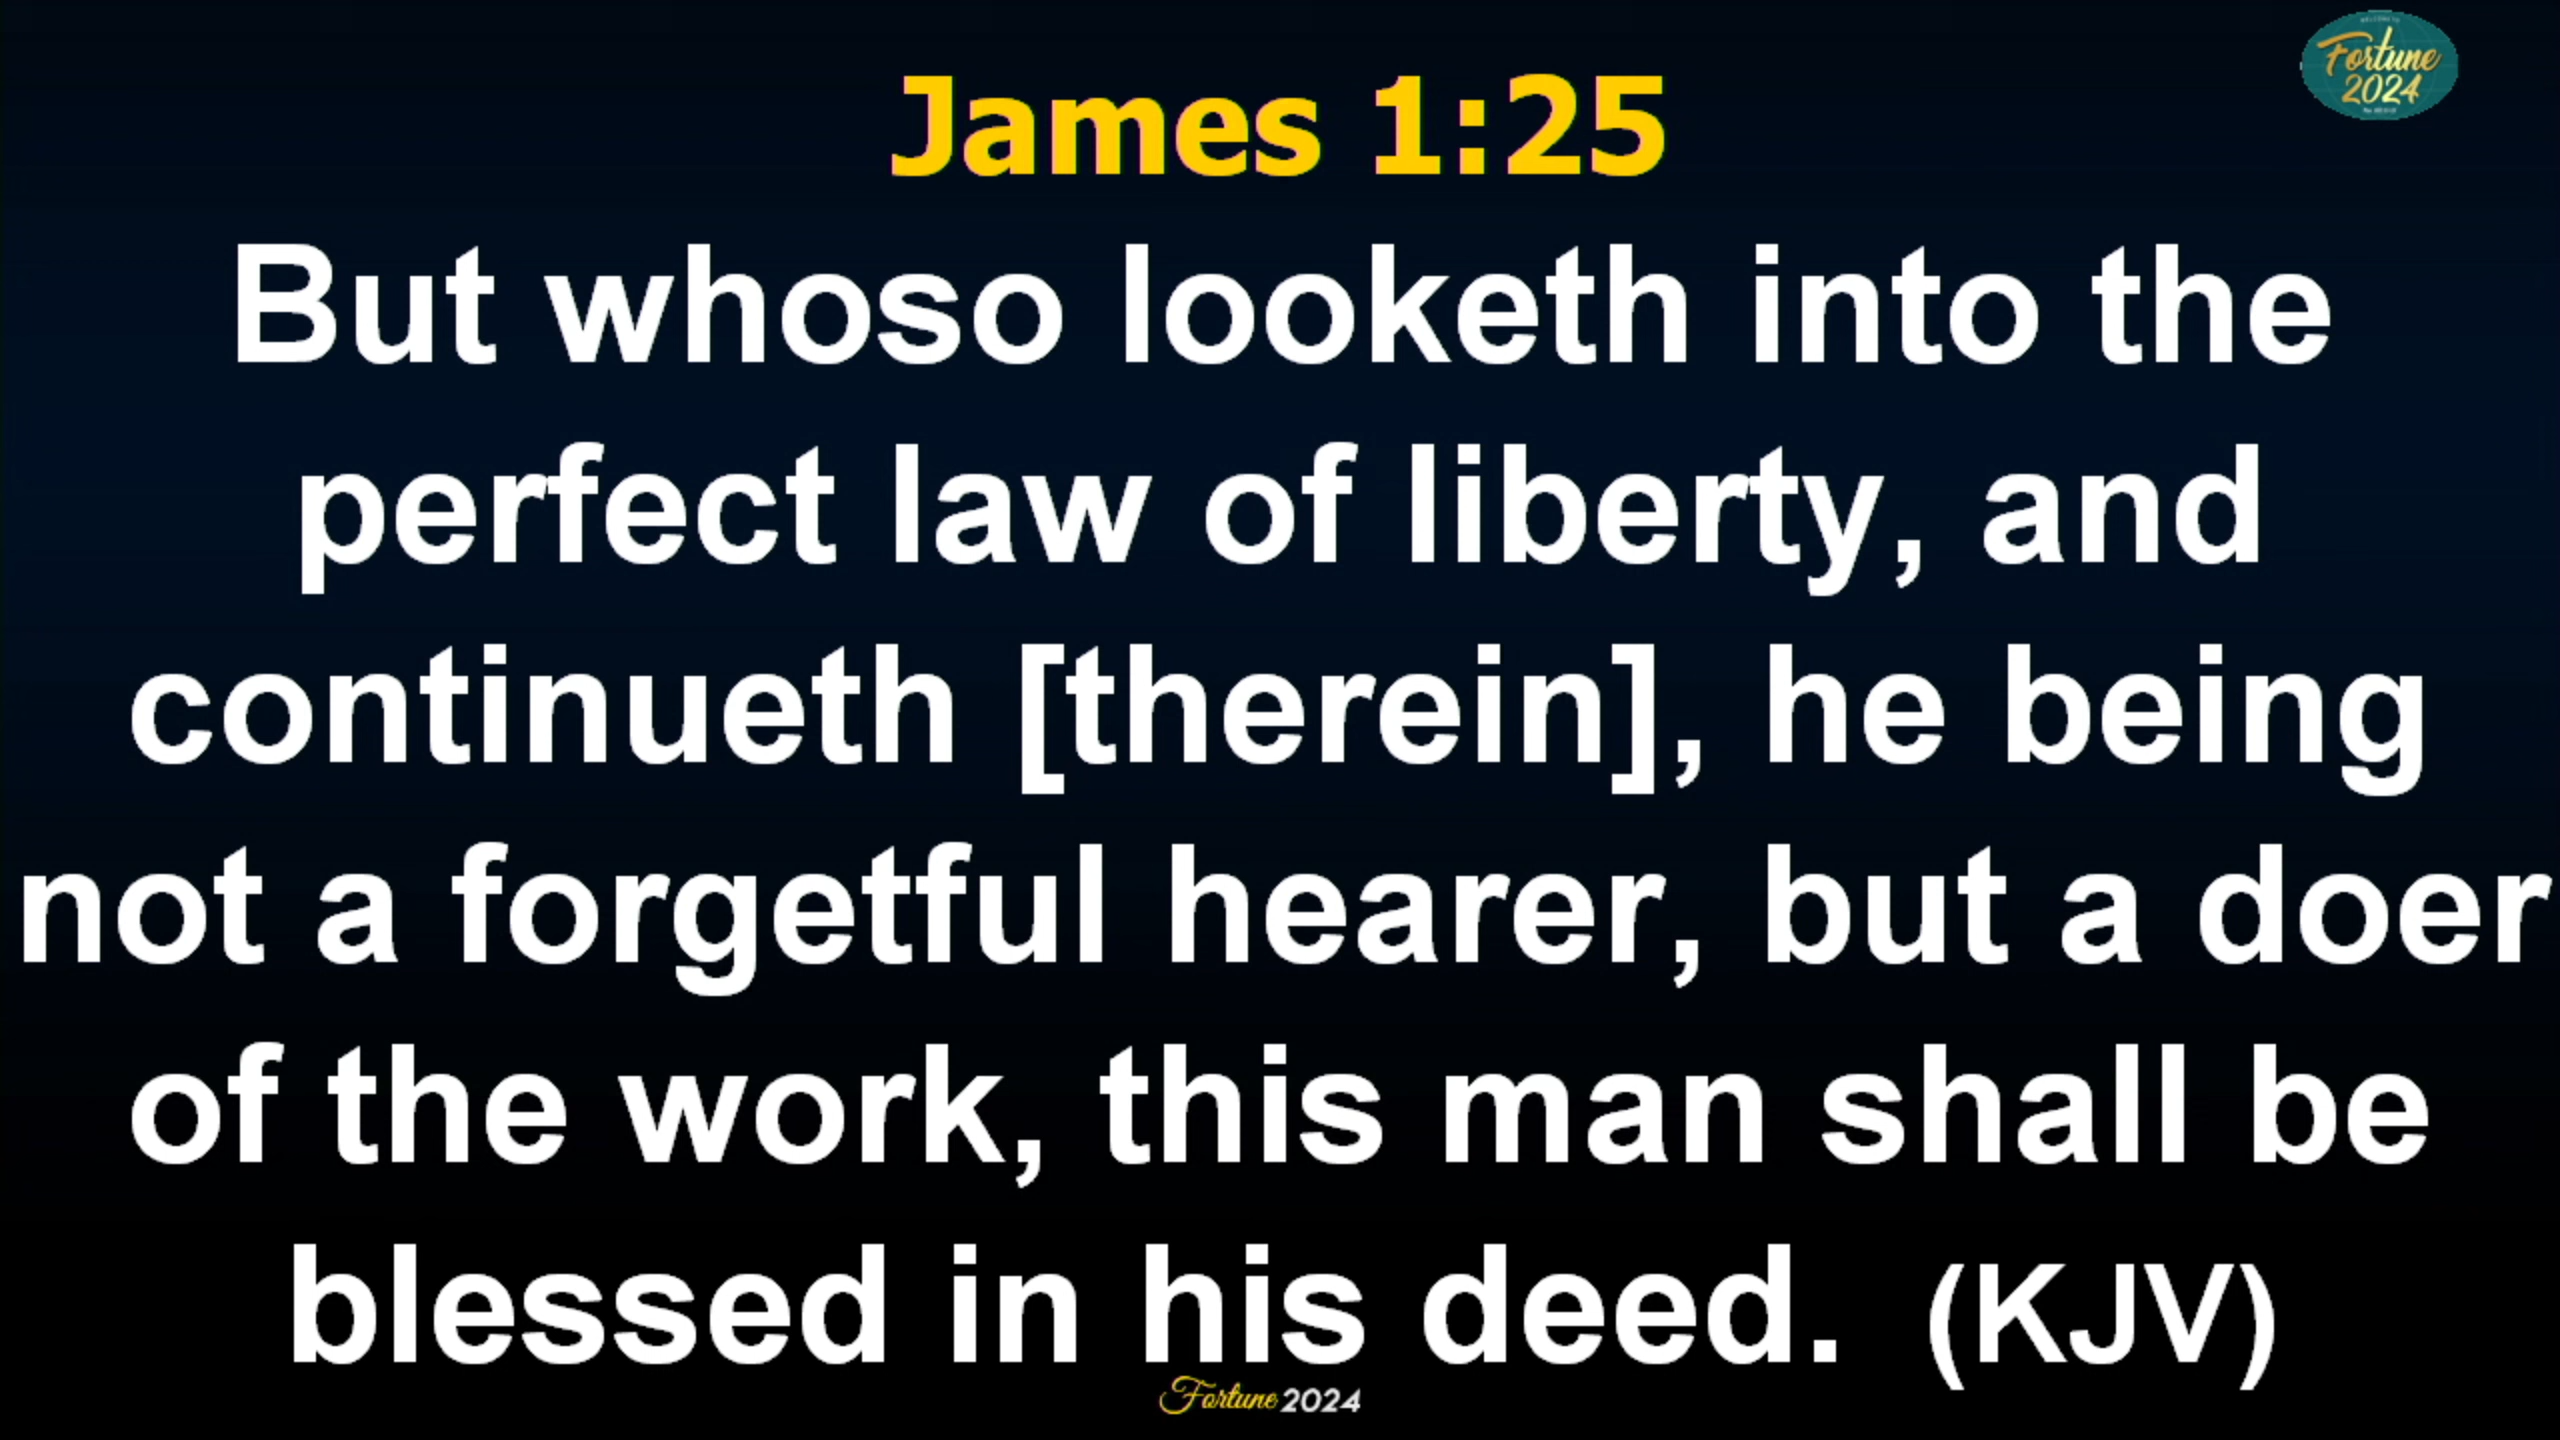 Fortune
2024
James 1:25
But whoso looketh into the
perfect law of liberty, and
continueth [therein], he being
not a forgetful hearer, but a doer
of the work, this man shall be
blessed in his deed. (KJV)
Fortune 2024